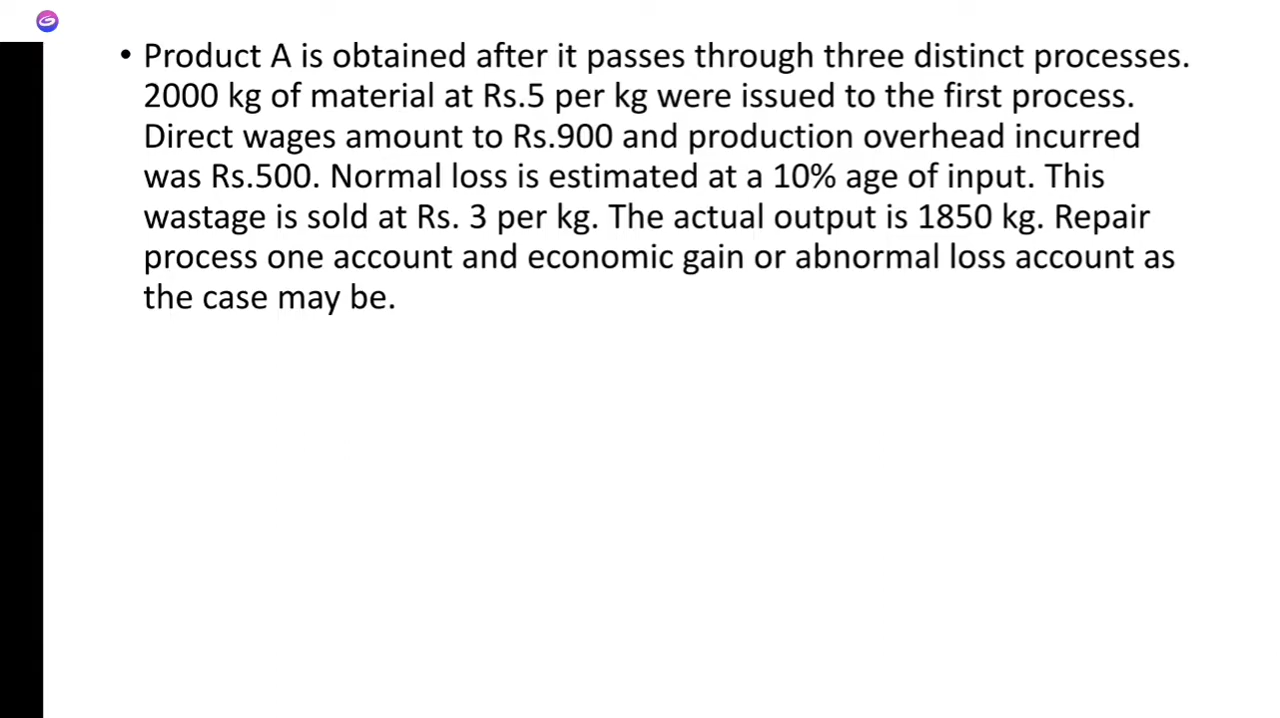 • Product A is obtained after it passes through three distinct processes.
2000 kg of material at Rs.5 per kg were issued to the first process.
Direct wages amount to Rs.900 and production overhead incurred
was Rs.500. Normal loss is estimated at a 10% age of input. This
wastage is sold at Rs. 3 per kg. The actual output is 1850 kg. Repair
process one account and economic gain or abnormal loss account as
the case may be.